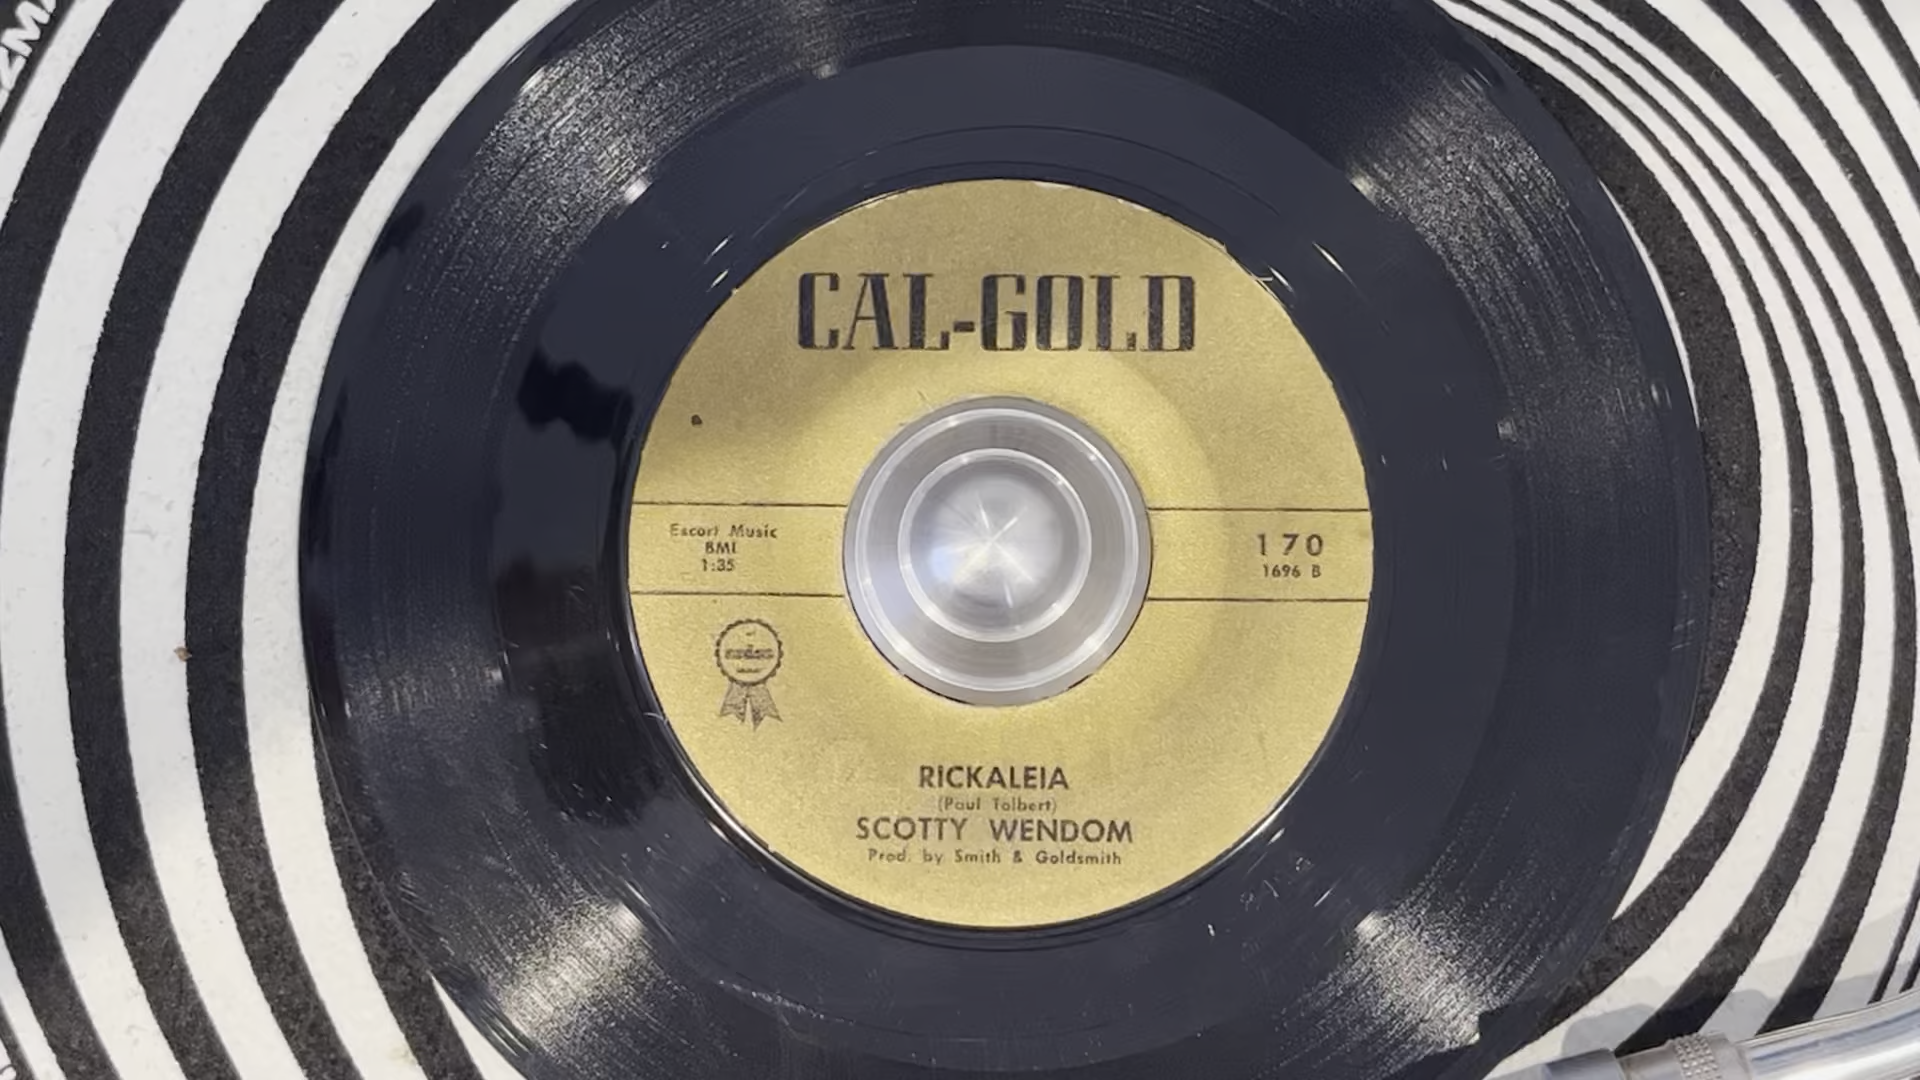 CAL-GOLD
Escort Music
BMI
1:35
170
1696 B
RICKALEIA
(Paul Tolbert)
SCOTTY WENDOM
Prod. by Smith & Goldsmith